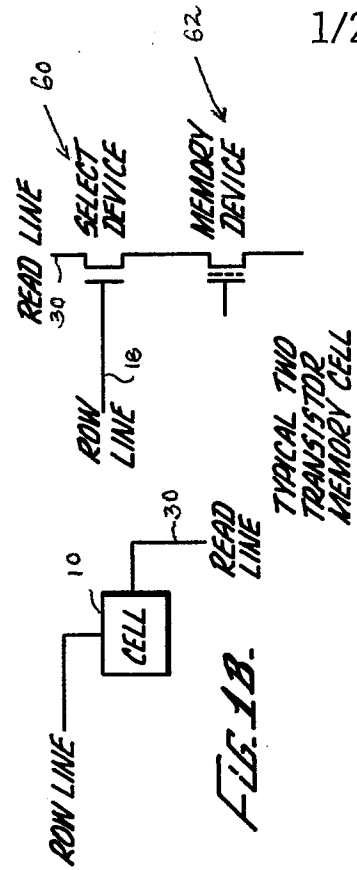 1/2
ROW LINE
10
CELL
30
READ
LINE
FIG. 1B.
READ LINE
30
SELECT
DEVICE
60
ROW
LINE
18
MEMORY
DEVICE
62
TYPICAL TWO
TRANSISTOR
MEMORY CELL